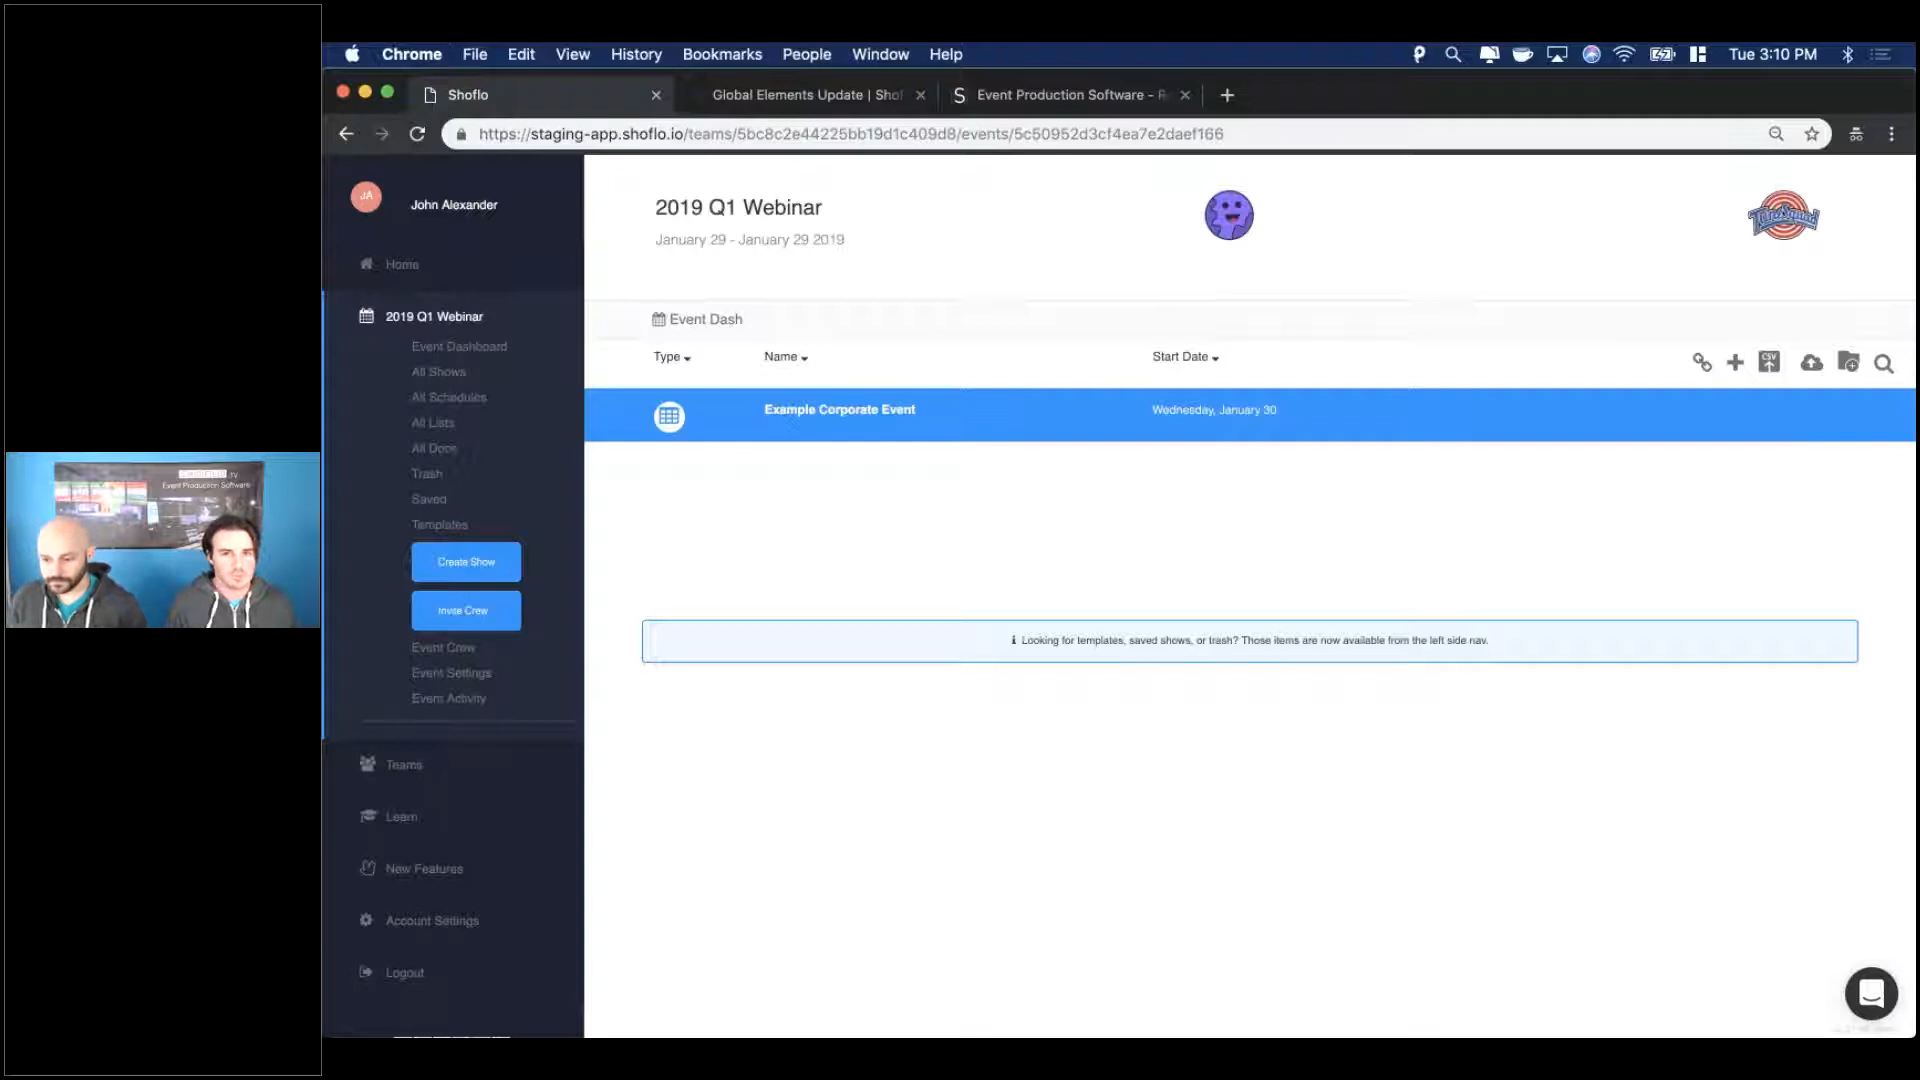 Chrome File Edit View History Bookmarks People Window Help Tue 3:10 PM
Shoflo
Global Elements Update | Shof
Event Production Software - R
https://staging-app.shoflo.io/teams/5bc8c2e44225bb19d1c409d8/events/5c50952d3cf4ea7e2daef166
JA
John Alexander
Home
2019 Q1 Webinar
Event Dashboard
All Shows
All Schedules
All Lists
All Docs
Trash
Saved
Templates
Create Show
Invite Crew
Event Crew
Event Settings
Event Activity
Teams
Learn
New Features
Account Settings
Logout
2019 Q1 Webinar
January 29 - January 29 2019
Event Dash
Type
Name
Start Date
CSV
Example Corporate Event
Wednesday, January 30
Looking for templates, saved shows, or trash? Those items are now available from the left side nav.
Event Production Software